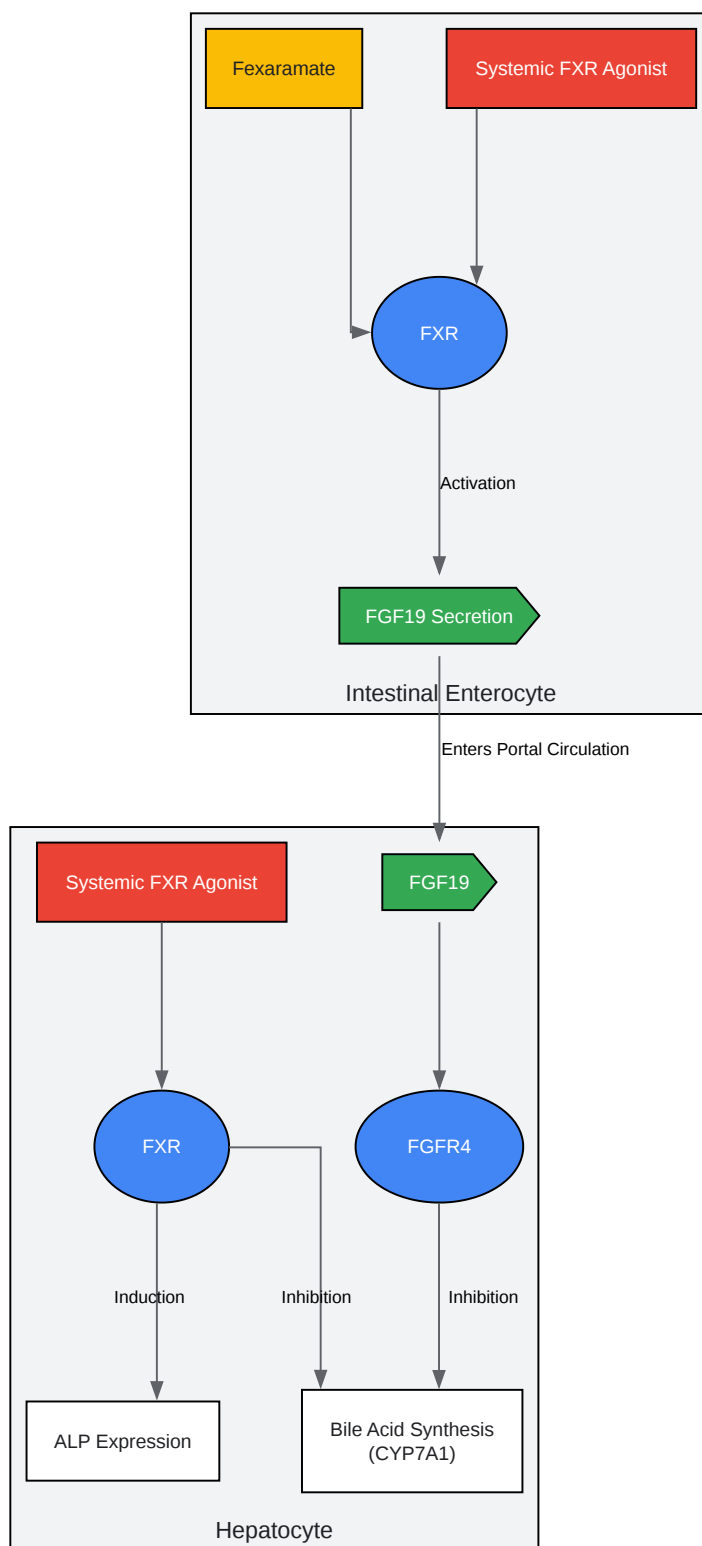 Fexaramate
Systemic FXR Agonist
FXR
Activation
FGF19 Secretion
Intestinal Enterocyte
Enters Portal Circulation
Systemic FXR Agonist
FGF19
FXR
FGFR4
Induction
Inhibition
Inhibition
ALP Expression
Bile Acid Synthesis
(CYP7A1)
Hepatocyte